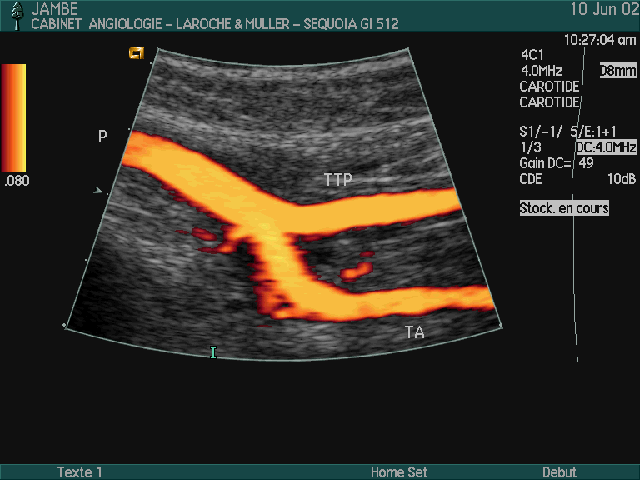 JAMBE
10 Jun 02
CABINET ANGIOLOGIE – LAROCHE & MULLER – SEQUOIA GI 512
10:27:04 am
4C1
4.0MHz D8mm
CAROTIDE
CAROTIDE
S1/-1/ 5/E:1+1
1/3 DC:4.0MHz
Gain DC= 49
CDE 10dB
Stock. en cours
.080
P
TTP
TA
I
Texte 1 Home Set Debut